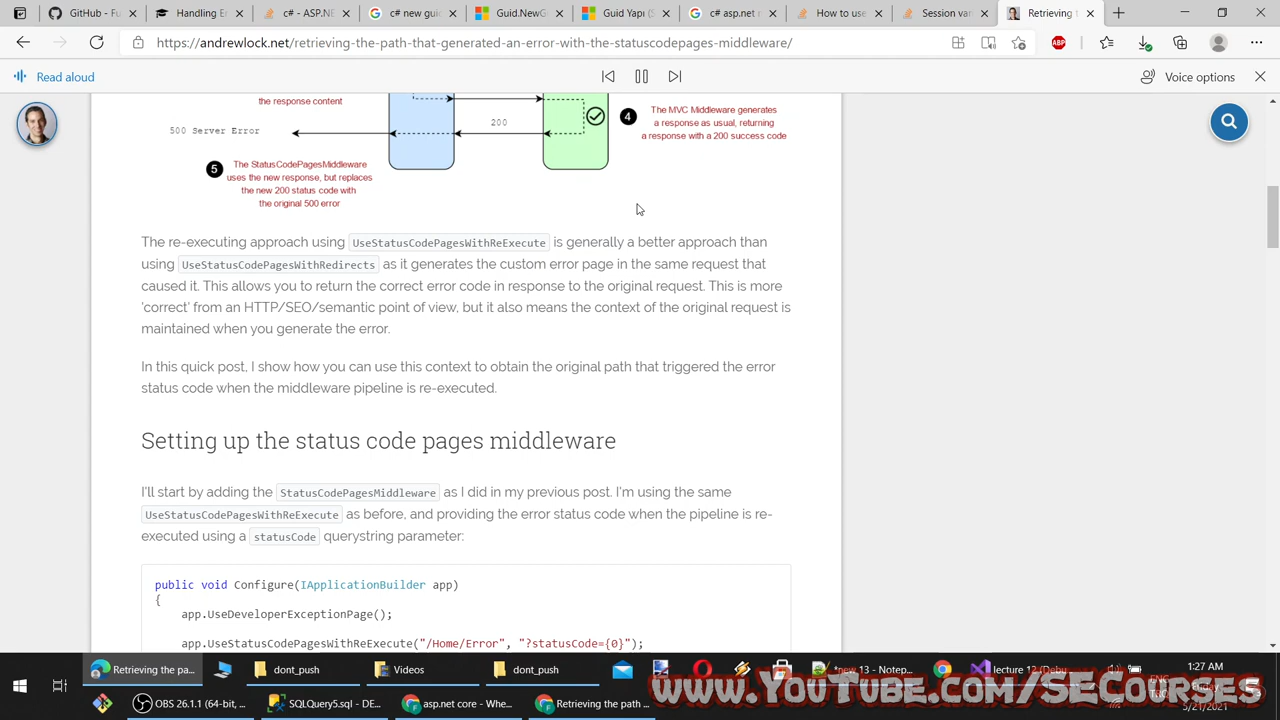 GitHub - Fu
c# - ASP.NE
c# new guid
Guid.NewG
Guid Yapı (S
c# asp.net m
How to use
Session var
Retrieving t
https://andrewlock.net/retrieving-the-path-that-generated-an-error-with-the-statuscodepages-middleware/
ABP
Read aloud
Voice options
the response content
The MVC Middleware generates
a response as usual, returning
a response with a 200 success code
4
500 Server Error
200
5
The StatusCodePagesMiddleware
uses the new response, but replaces
the new 200 status code with
the original 500 error
The re-executing approach using UseStatusCodePagesWithReExecute is generally a better approach than
using UseStatusCodePagesWithRedirects as it generates the custom error page in the same request that
caused it. This allows you to return the correct error code in response to the original request. This is more
'correct' from an HTTP/SEO/semantic point of view, but it also means the context of the original request is
maintained when you generate the error.
In this quick post, I show how you can use this context to obtain the original path that triggered the error
status code when the middleware pipeline is re-executed.
Setting up the status code pages middleware
I'll start by adding the StatusCodePagesMiddleware as I did in my previous post. I'm using the same
UseStatusCodePagesWithReExecute as before, and providing the error status code when the pipeline is re-
executed using a statusCode querystring parameter:
public void Configure(IApplicationBuilder app)
{
app.UseDeveloperExceptionPage();
app.UseStatusCodePagesWithReExecute("/Home/Error", "?statusCode={0}");
Retrieving the pa...
dont_push
Videos
dont_push
*new 13 - Notep...
lecture 12 (Debu...
1:27 AM
Friday
5/21/2021
OBS 26.1.1 (64-bit, ...
SQLQuery5.sql - DE...
asp.net core - Whe...
Retrieving the path ...
www.YouTube.com/SECourses